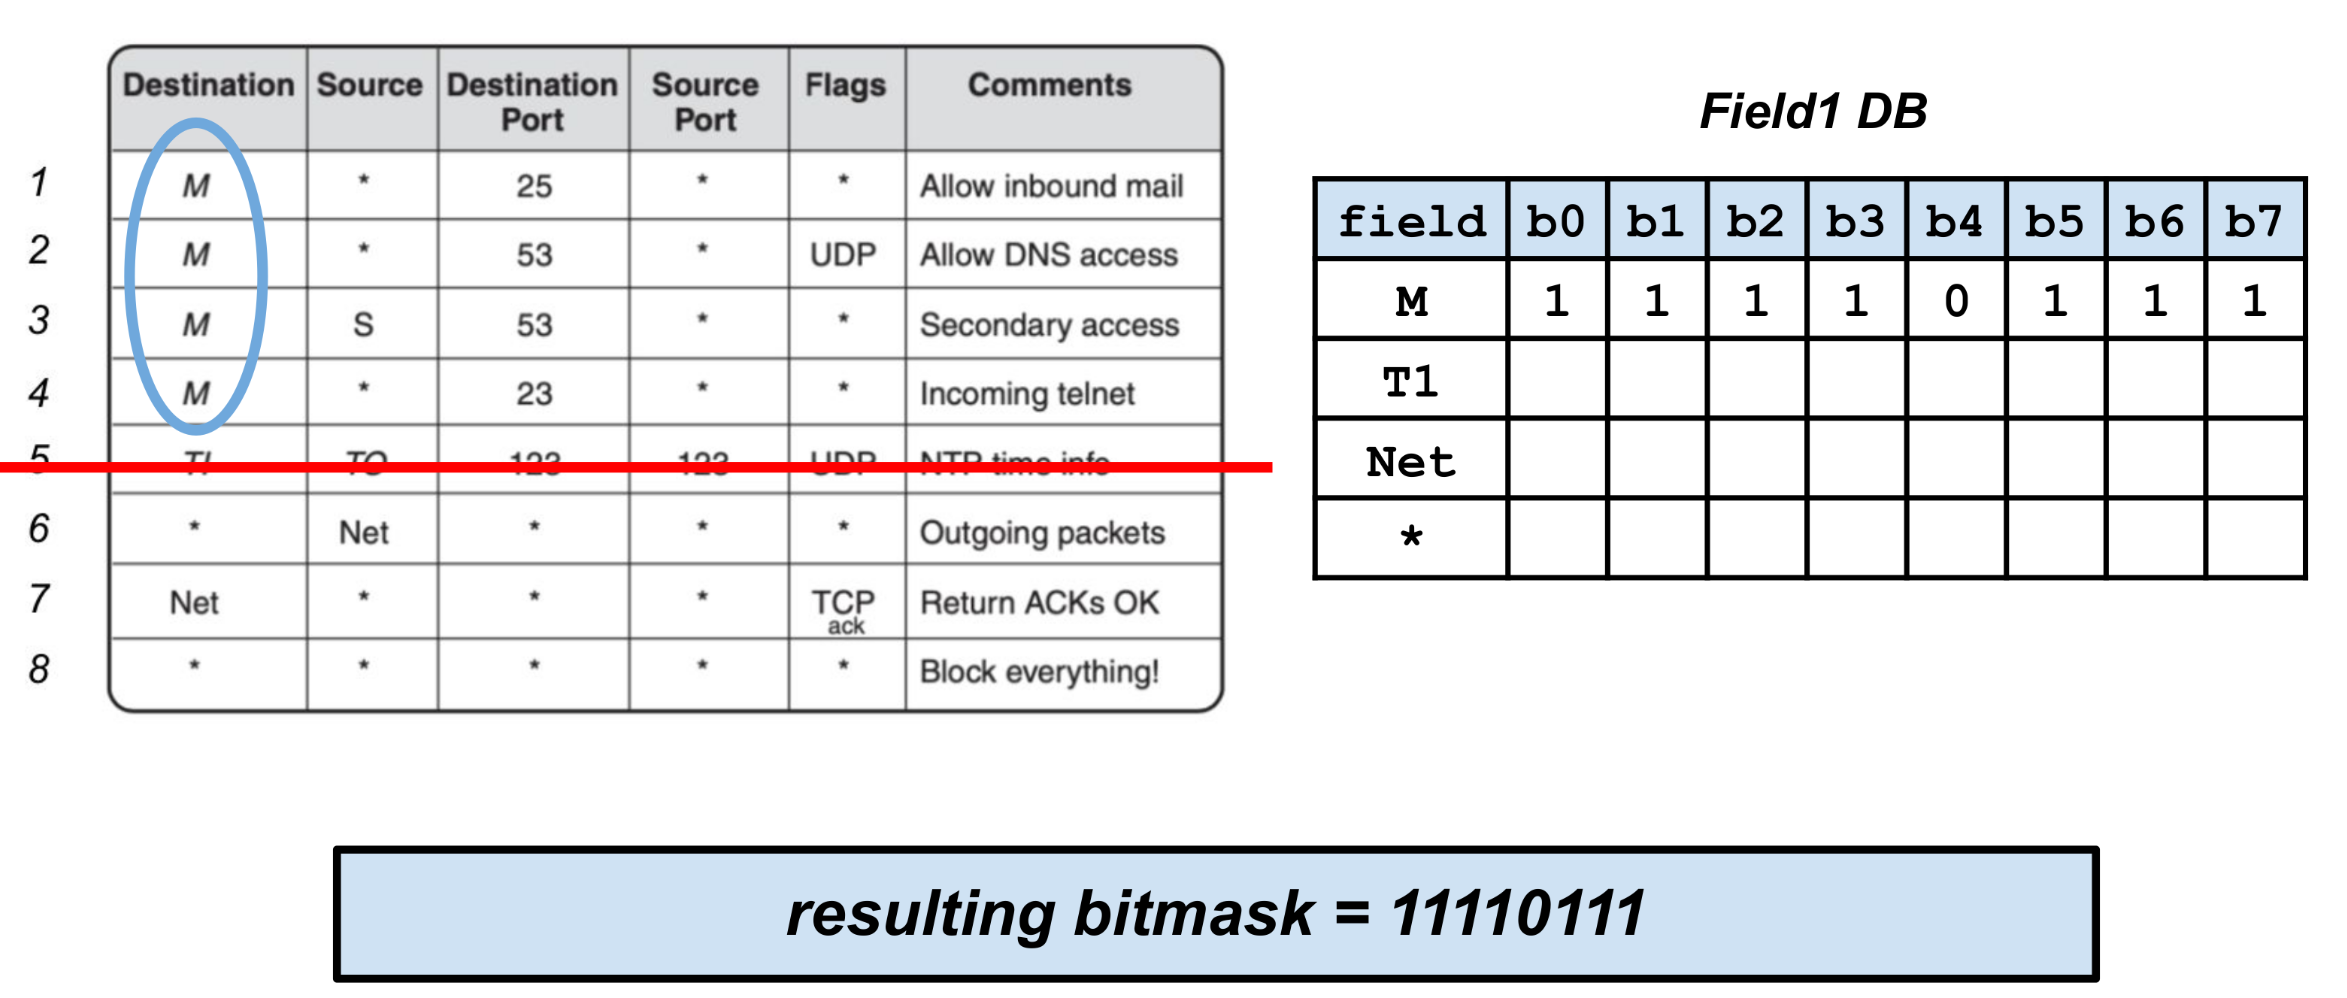 Destination Source Destination Port Source Port Flags Comments
1 M * 25 * * Allow inbound mail
2 M * 53 * UDP Allow DNS access
3 M S 53 * * Secondary access
4 M * 23 * * Incoming telnet
5 TI TO 123 123 UDP NTP time info
6 * Net * * * Outgoing packets
7 Net * * * TCP ack Return ACKs OK
8 * * * * * Block everything!
Field1 DB
field b0 b1 b2 b3 b4 b5 b6 b7
M 1 1 1 1 0 1 1 1
T1
Net
*
resulting bitmask = 11110111